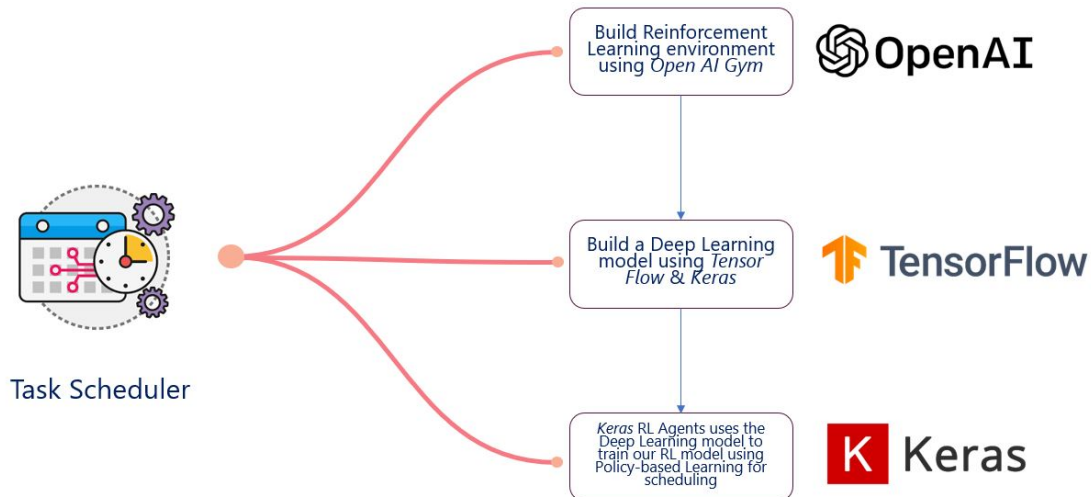 Build Reinforcement
Learning environment
using Open AI Gym
OpenAI
Build a Deep Learning
model using Tensor
Flow & Keras
TensorFlow
Task Scheduler
Keras RL Agents uses the
Deep Learning model to
train our RL model using
Policy-based Learning for
scheduling
K Keras